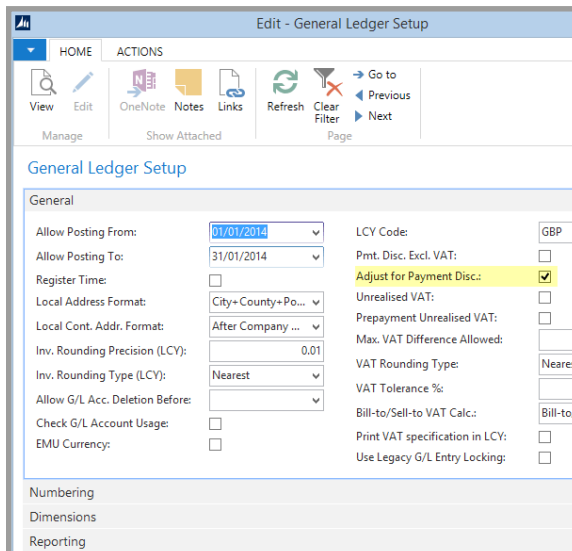 Edit - General Ledger Setup
HOME ACTIONS
View Edit OneNote Notes Links Refresh Clear Filter Go to
Previous
Next
Manage Show Attached Page
General Ledger Setup
General
Allow Posting From: 01/01/2014
Allow Posting To: 31/01/2014
Register Time:
Local Address Format: City+County+Po...
Local Cont. Addr. Format: After Company ...
Inv. Rounding Precision (LCY): 0.01
Inv. Rounding Type (LCY): Nearest
Allow G/L Acc. Deletion Before:
Check G/L Account Usage:
EMU Currency:
LCY Code: GBP
Pmt. Disc. Excl. VAT:
Adjust for Payment Disc.:
Unrealised VAT:
Prepayment Unrealised VAT:
Max. VAT Difference Allowed:
VAT Rounding Type: Neares
VAT Tolerance %:
Bill-to/Sell-to VAT Calc.: Bill-to
Print VAT specification in LCY:
Use Legacy G/L Entry Locking:
Numbering
Dimensions
Reporting